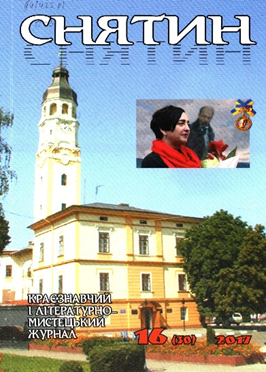 СНЯТИН
КРАЄЗНАВЧИЙ
І ЛІТЕРАТУРНО-
МИСТЕЦЬКИЙ
ЖУРНАЛ
16 (30) 2017